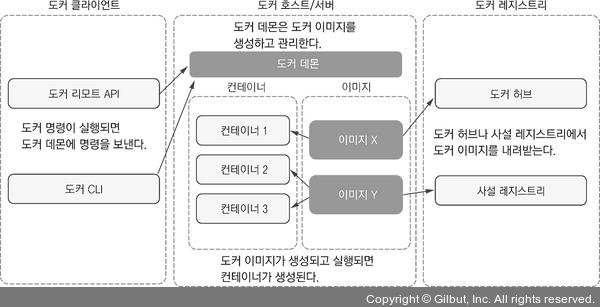 도커 클라이언트
도커 호스트/서버
도커 레지스트리
도커 리모트 API
도커 명령이 실행되면
도커 데몬에 명령을 보낸다.
도커 CLI
도커 데몬은 도커 이미지를
생성하고 관리한다.
도커 데몬
컨테이너
이미지
컨테이너 1
컨테이너 2
컨테이너 3
이미지 X
이미지 Y
도커 이미지가 생성되고 실행되면
컨테이너가 생성된다.
도커 허브
도커 허브나 사설 레지스트리에서
도커 이미지를 내려받는다.
사설 레지스트리
Copyright © Gilbut, Inc. All rights reserved.